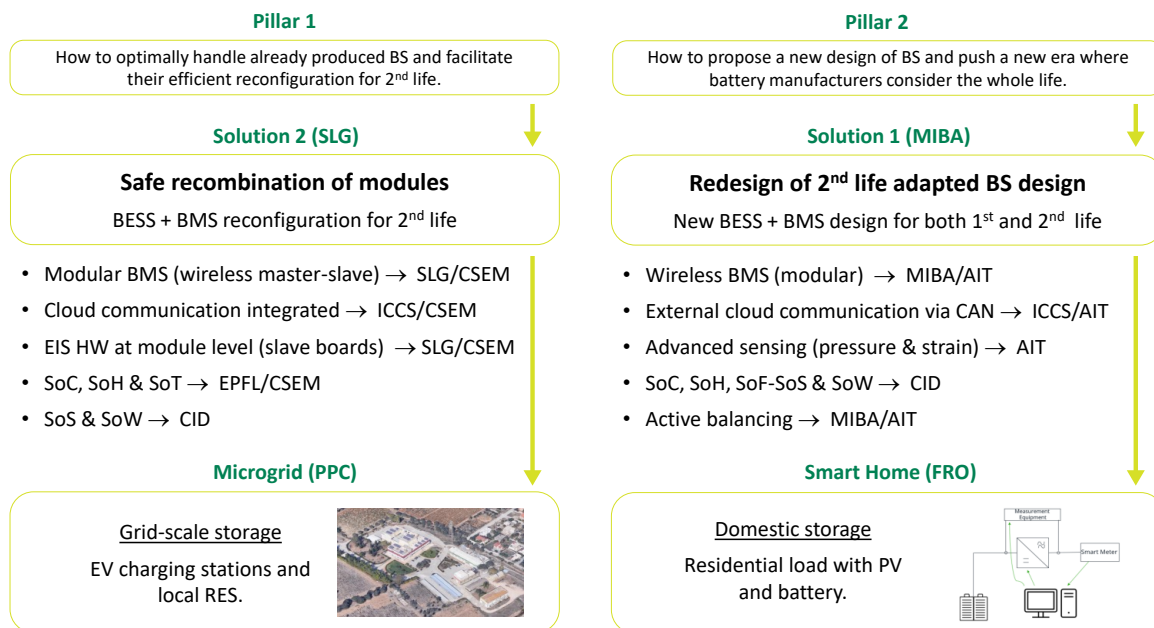 Pillar 1
How to optimally handle already produced BS and facilitate
their efficient reconfiguration for 2nd life.
Solution 2 (SLG)
Safe recombination of modules
BESS + BMS reconfiguration for 2nd life
• Modular BMS (wireless master-slave) → SLG/CSEM
• Cloud communication integrated → ICCS/CSEM
• EIS HW at module level (slave boards) → SLG/CSEM
• SoC, SoH & SoT → EPFL/CSEM
• SoS & SoW → CID
Microgrid (PPC)
Grid-scale storage
EV charging stations and
local RES.
Pillar 2
How to propose a new design of BS and push a new era where
battery manufacturers consider the whole life.
Solution 1 (MIBA)
Redesign of 2nd life adapted BS design
New BESS + BMS design for both 1st and 2nd life
• Wireless BMS (modular) → MIBA/AIT
• External cloud communication via CAN → ICCS/AIT
• Advanced sensing (pressure & strain) → AIT
• SoC, SoH, SoF-SoS & SoW → CID
• Active balancing → MIBA/AIT
Smart Home (FRO)
Domestic storage
Residential load with PV
and battery.
Measurement
Equipment
Smart Meter